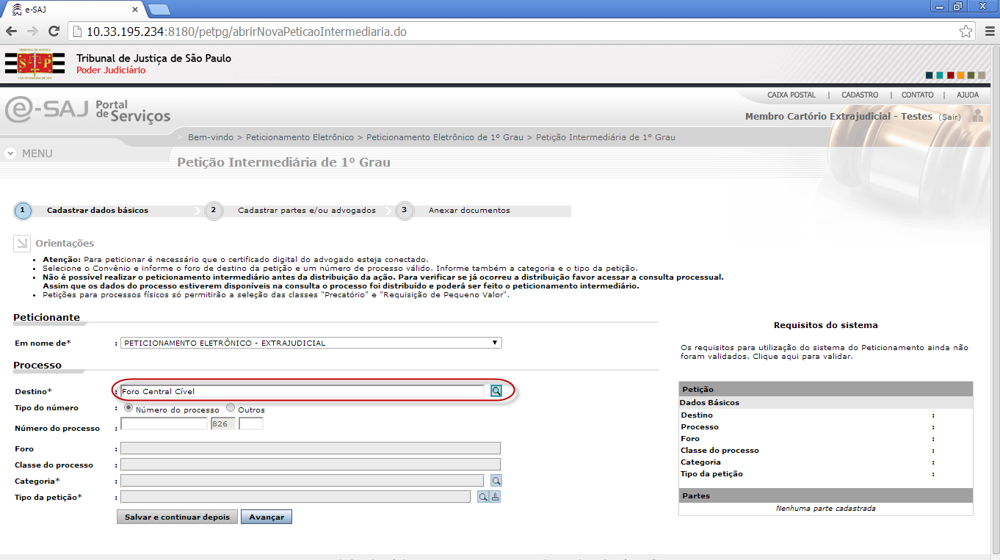 e-SAJ
10.33.195.234:8180/petpg/abrirNovaPeticaoIntermediaria.do
Tribunal de Justiça de São Paulo
Poder Judiciário
CAIXA POSTAL | CADASTRO | CONTATO | AJUDA
e-SAJ Portal de Serviços
Membro Cartório Extrajudicial - Testes (Sair)
Bem-vindo > Peticionamento Eletrônico > Peticionamento Eletrônico de 1º Grau > Petição Intermediária de 1º Grau
MENU
Petição Intermediária de 1º Grau
1 Cadastrar dados básicos 2 Cadastrar partes e/ou advogados 3 Anexar documentos
Orientações
• Atenção: Para peticionar é necessário que o certificado digital do advogado esteja conectado.
• Selecione o Convênio e informe o foro de destino da petição e um número de processo válido. Informe também a categoria e o tipo da petição.
• Não é possível realizar o peticionamento intermediário antes da distribuição da ação. Para verificar se já ocorreu a distribuição favor acessar a consulta processual.
Assim que os dados do processo estiverem disponíveis na consulta o processo foi distribuído e poderá ser feito o peticionamento intermediário.
• Petições para processos físicos só permitirão a seleção das classes "Precatório" e "Requisição de Pequeno Valor".
Peticionante
Em nome de* : PETICIONAMENTO ELETRÔNICO - EXTRAJUDICIAL
Processo
Destino* : Foro Central Cível
Tipo do número : Número do processo Outros
Número do processo : 826
Foro :
Classe do processo :
Categoria* :
Tipo da petição* :
Salvar e continuar depois Avançar
Requisitos do sistema
Os requisitos para utilização do sistema do Peticionamento ainda não
foram validados. Clique aqui para validar.
Petição
Dados Básicos
Destino :
Processo :
Foro :
Classe do processo :
Categoria :
Tipo da petição :
Partes
Nenhuma parte cadastrada